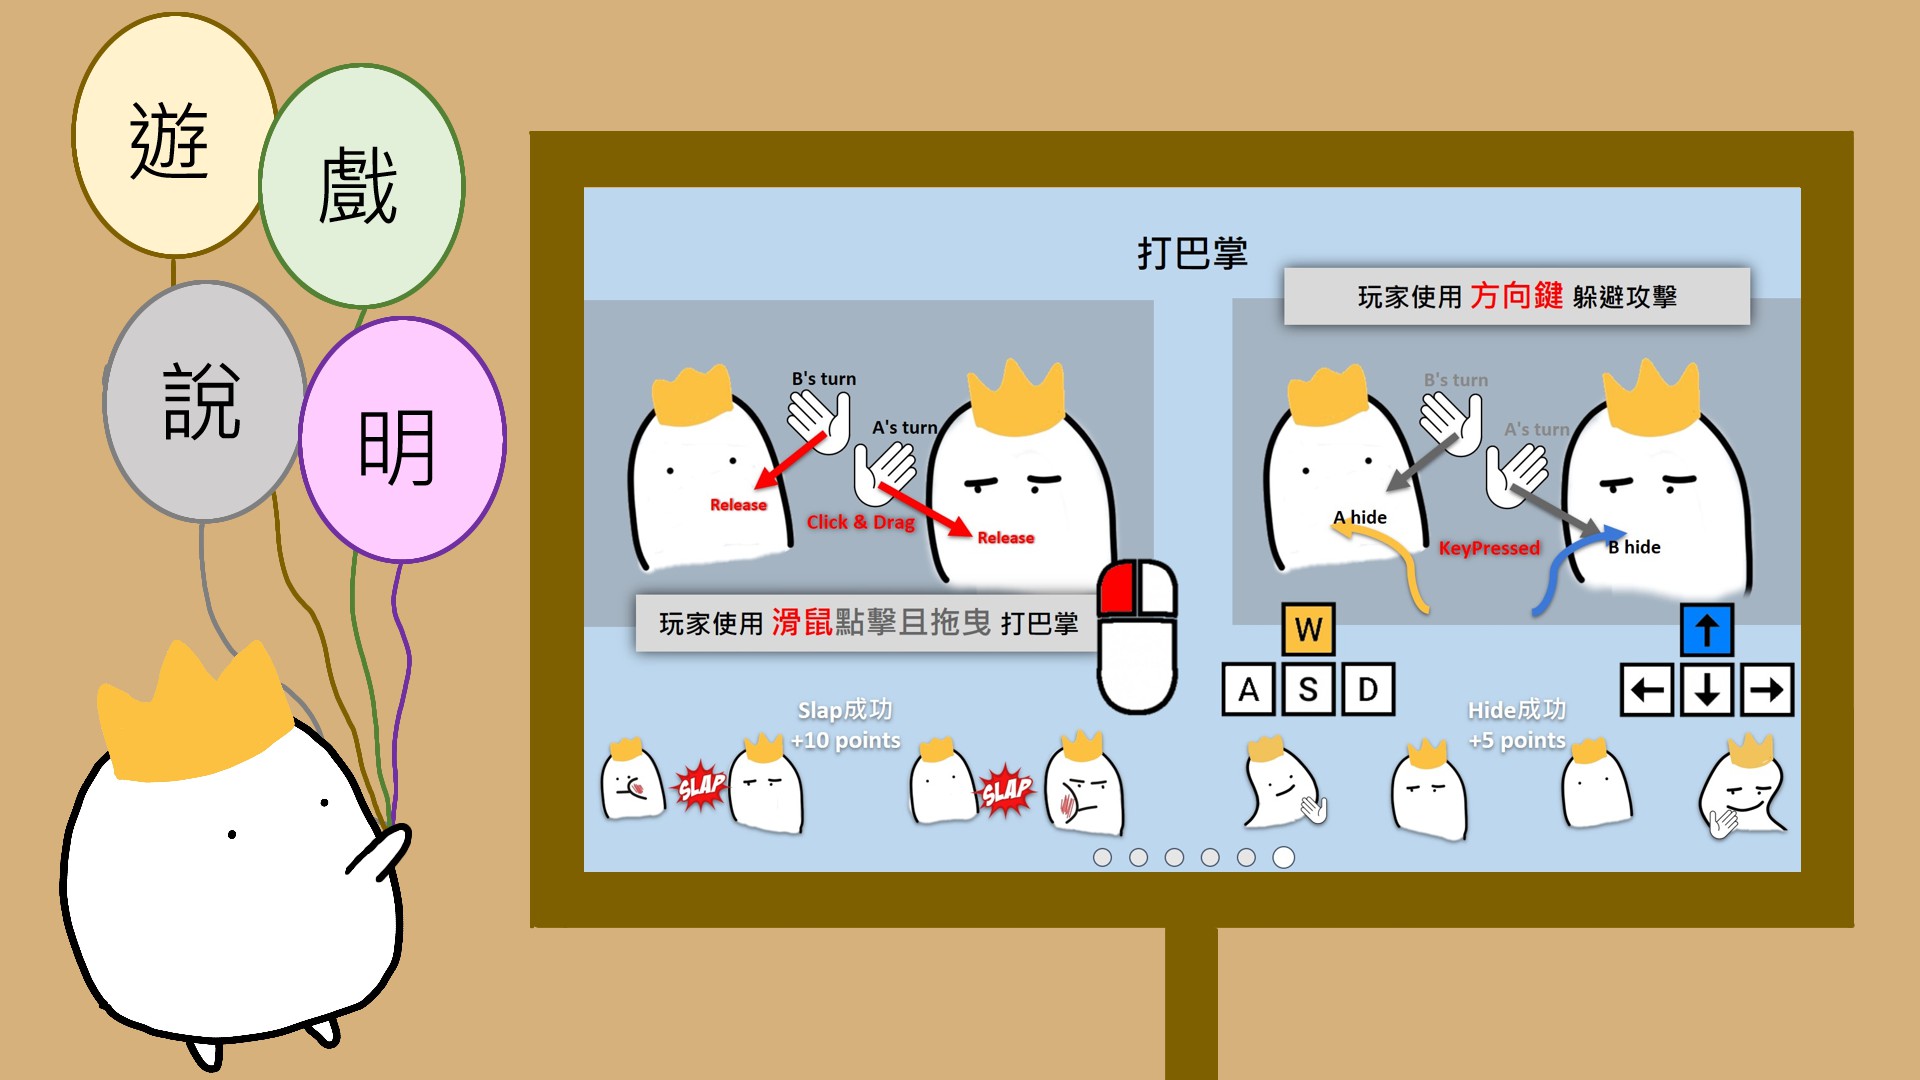 遊
戲
說
明
打巴掌
B's turn
A's turn
Release
Click & Drag
Release
玩家使用 滑鼠點擊且拖曳 打巴掌
Slap成功
+10 points
SLAP
SLAP
玩家使用 方向鍵 躲避攻擊
B's turn
A's turn
A hide
KeyPressed
B hide
W
A S D
↑
← ↓ →
Hide成功
+5 points